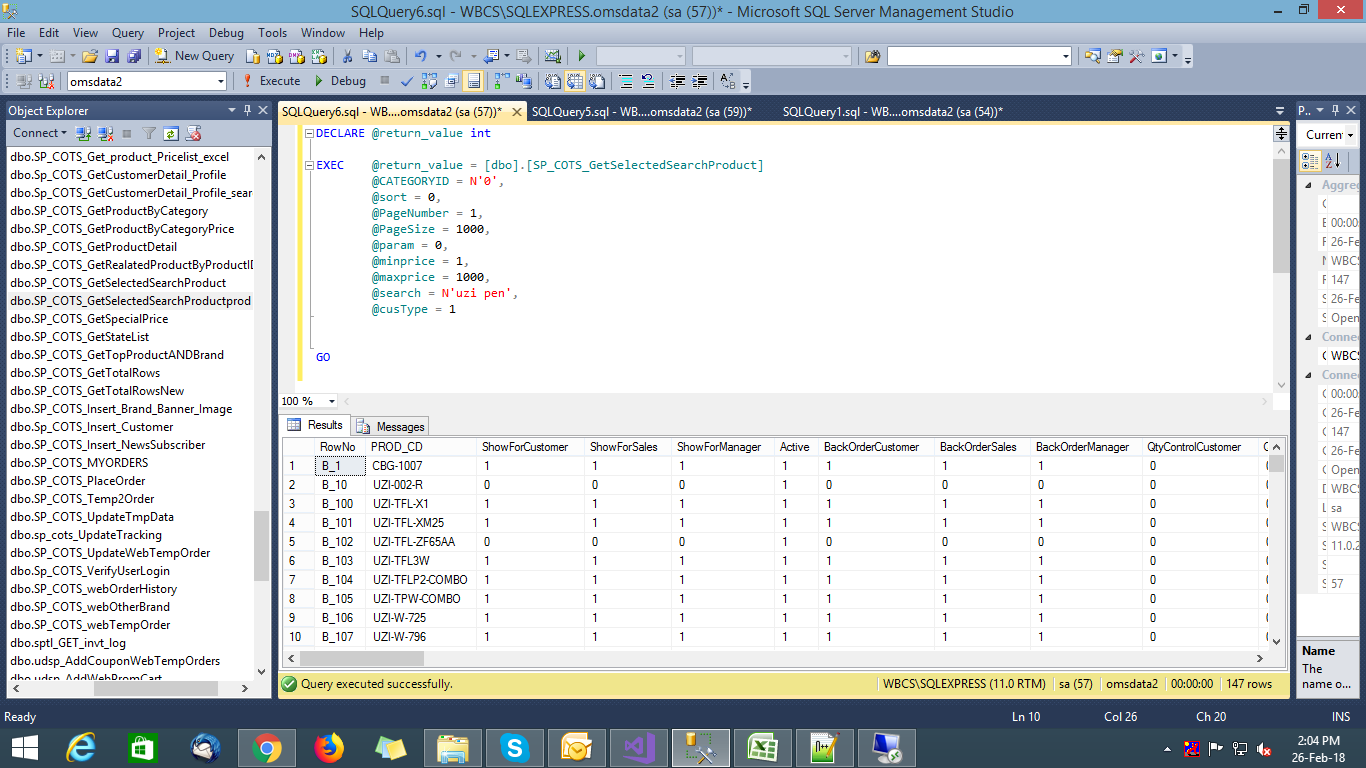 SQLQuery6.sql - WBCS\SQLEXPRESS.omsdata2 (sa (57))* - Microsoft SQL Server Management Studio
File Edit View Query Project Debug Tools Window Help
New Query
omsdata2 Execute Debug
Object Explorer
Connect
dbo.SP_COTS_Get_product_Pricelist_excel
dbo.SP_COTS_GetCustomerDetail_Profile
dbo.SP_COTS_GetCustomerDetail_Profile_sear
dbo.SP_COTS_GetProductByCategory
dbo.SP_COTS_GetProductByCategoryPrice
dbo.SP_COTS_GetProductDetail
dbo.SP_COTS_GetRealatedProductByProductID
dbo.SP_COTS_GetSelectedSearchProduct
dbo.SP_COTS_GetSelectedSearchProductprod
dbo.SP_COTS_GetSpecialPrice
dbo.SP_COTS_GetStateList
dbo.SP_COTS_GetTopProductANDBrand
dbo.SP_COTS_GetTotalRows
dbo.SP_COTS_GetTotalRowsNew
dbo.SP_COTS_Insert_Brand_Banner_Image
dbo.SP_COTS_Insert_Customer
dbo.SP_COTS_Insert_NewsSubscriber
dbo.SP_COTS_MYORDERS
dbo.SP_COTS_PlaceOrder
dbo.SP_COTS_Temp2Order
dbo.SP_COTS_UpdateTmpData
dbo.sp_cots_UpdateTracking
dbo.SP_COTS_UpdateWebTempOrder
dbo.Sp_COTS_VerifyUserLogin
dbo.SP_COTS_webOrderHistory
dbo.SP_COTS_webOtherBrand
dbo.SP_COTS_webTempOrder
dbo.sptl_GET_invt_log
dbo.udsp_AddCouponWebTempOrders
dbo.udsp_AddWebPromCart
SQLQuery6.sql - WB....omsdata2 (sa (57))* SQLQuery5.sql - WB....omsdata2 (sa (59))* SQLQuery1.sql - WB....omsdata2 (sa (54))*
DECLARE @return_value int
EXEC @return_value = [dbo].[SP_COTS_GetSelectedSearchProduct]
@CATEGORYID = N'0',
@sort = 0,
@PageNumber = 1,
@PageSize = 1000,
@param = 0,
@minprice = 1,
@maxprice = 1000,
@search = N'uzi pen',
@cusType = 1
GO
100 %
Results Messages
RowNo PROD_CD ShowForCustomer ShowForSales ShowForManager Active BackOrderCustomer BackOrderSales BackOrderManager QtyControlCustomer
1 B_1 CBG-1007 1 1 1 1 1 1 1 0
2 B_10 UZI-002-R 0 0 0 1 0 0 0 0
3 B_100 UZI-TFL-X1 1 1 1 1 1 1 1 0
4 B_101 UZI-TFL-XM25 1 1 1 1 1 1 1 0
5 B_102 UZI-TFL-ZF65AA 0 0 0 1 0 0 0 0
6 B_103 UZI-TFL3W 1 1 1 1 1 1 1 0
7 B_104 UZI-TFLP2-COMBO 1 1 1 1 1 1 1 0
8 B_105 UZI-TPW-COMBO 1 1 1 1 1 1 1 0
9 B_106 UZI-W-725 1 1 1 1 1 1 1 0
10 B_107 UZI-W-796 1 1 1 1 1 1 1 0
Query executed successfully. WBCS\SQLEXPRESS (11.0 RTM) sa (57) omsdata2 00:00:00 147 rows
P..
Curren
Aggreg
00:00
26-Fe
WBC
147
26-Fe
Open
Connec
WBCS
Connec
00:00
26-Fe
147
26-Fe
Open
WBCS
sa
WBCS
11.0.2
57
Name
The
name o...
Ready Ln 10 Col 26 Ch 20 INS
2:04 PM
26-Feb-18